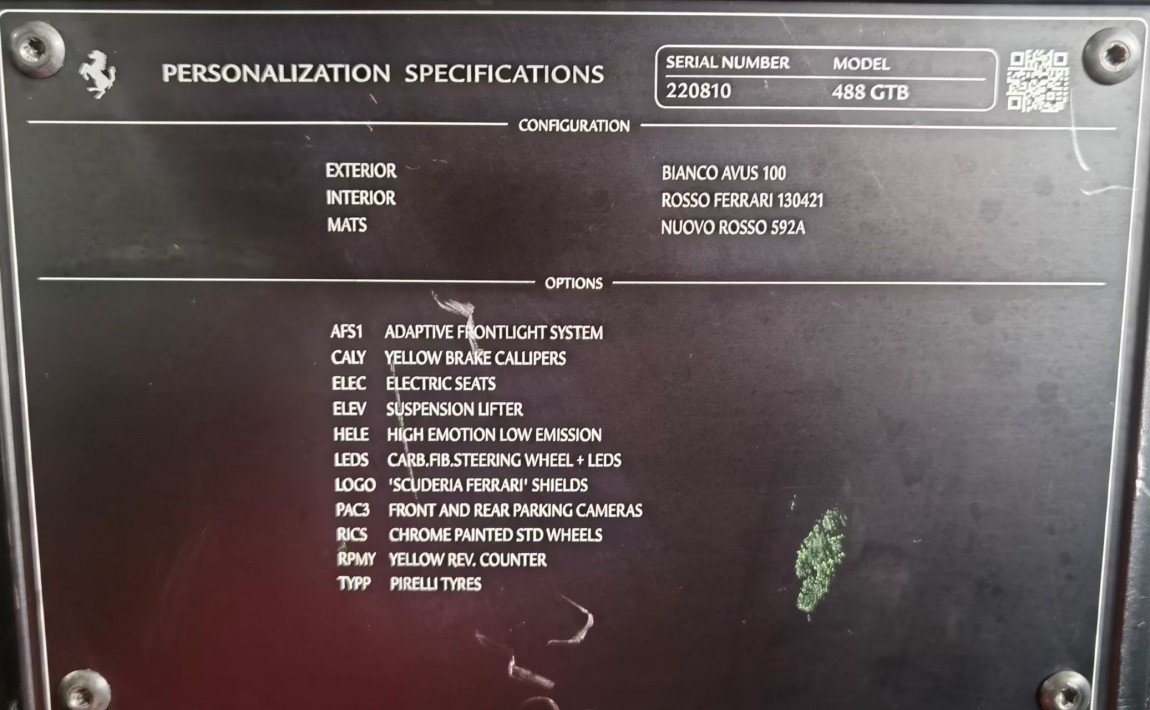 PERSONALIZATION SPECIFICATIONS
SERIAL NUMBER MODEL
220810 488 GTB
CONFIGURATION
EXTERIOR BIANCO AVUS 100
INTERIOR ROSSO FERRARI 130421
MATS NUOVO ROSSO 592A
OPTIONS
AFS1 ADAPTIVE FRONTLIGHT SYSTEM
CALY YELLOW BRAKE CALLIPERS
ELEC ELECTRIC SEATS
ELEV SUSPENSION LIFTER
HELE HIGH EMOTION LOW EMISSION
LEDS CARB.FIB.STEERING WHEEL + LEDS
LOGO 'SCUDERIA FERRARI' SHIELDS
PAC3 FRONT AND REAR PARKING CAMERAS
RICS CHROME PAINTED STD WHEELS
RPMY YELLOW REV. COUNTER
TYPP PIRELLI TYRES